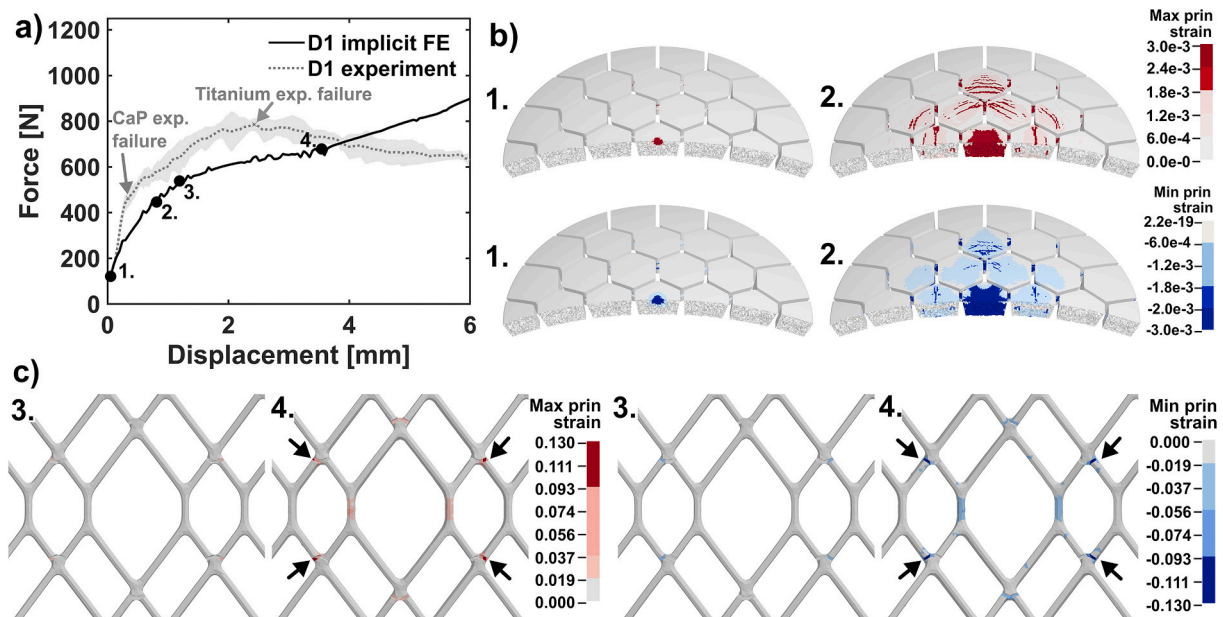 a)
1200
1000
800
600
400
200
0
Force [N]
D1 implicit FE
D1 experiment
Titanium exp. failure
CaP exp.
failure
1.
2.
3.
4.
0
2
4
6
Displacement [mm]
b)
1.
2.
Max prin
strain
3.0e-3
2.4e-3
1.8e-3
1.2e-3
6.0e-4
0.0e-0
1.
2.
Min prin
strain
2.2e-19
-6.0e-4
-1.2e-3
-1.8e-3
-2.0e-3
-3.0e-3
c)
3.
4.
Max prin
strain
0.130
0.111
0.093
0.074
0.056
0.037
0.019
0.000
3.
4.
Min prin
strain
0.000
-0.019
-0.037
-0.056
-0.074
-0.093
-0.111
-0.130